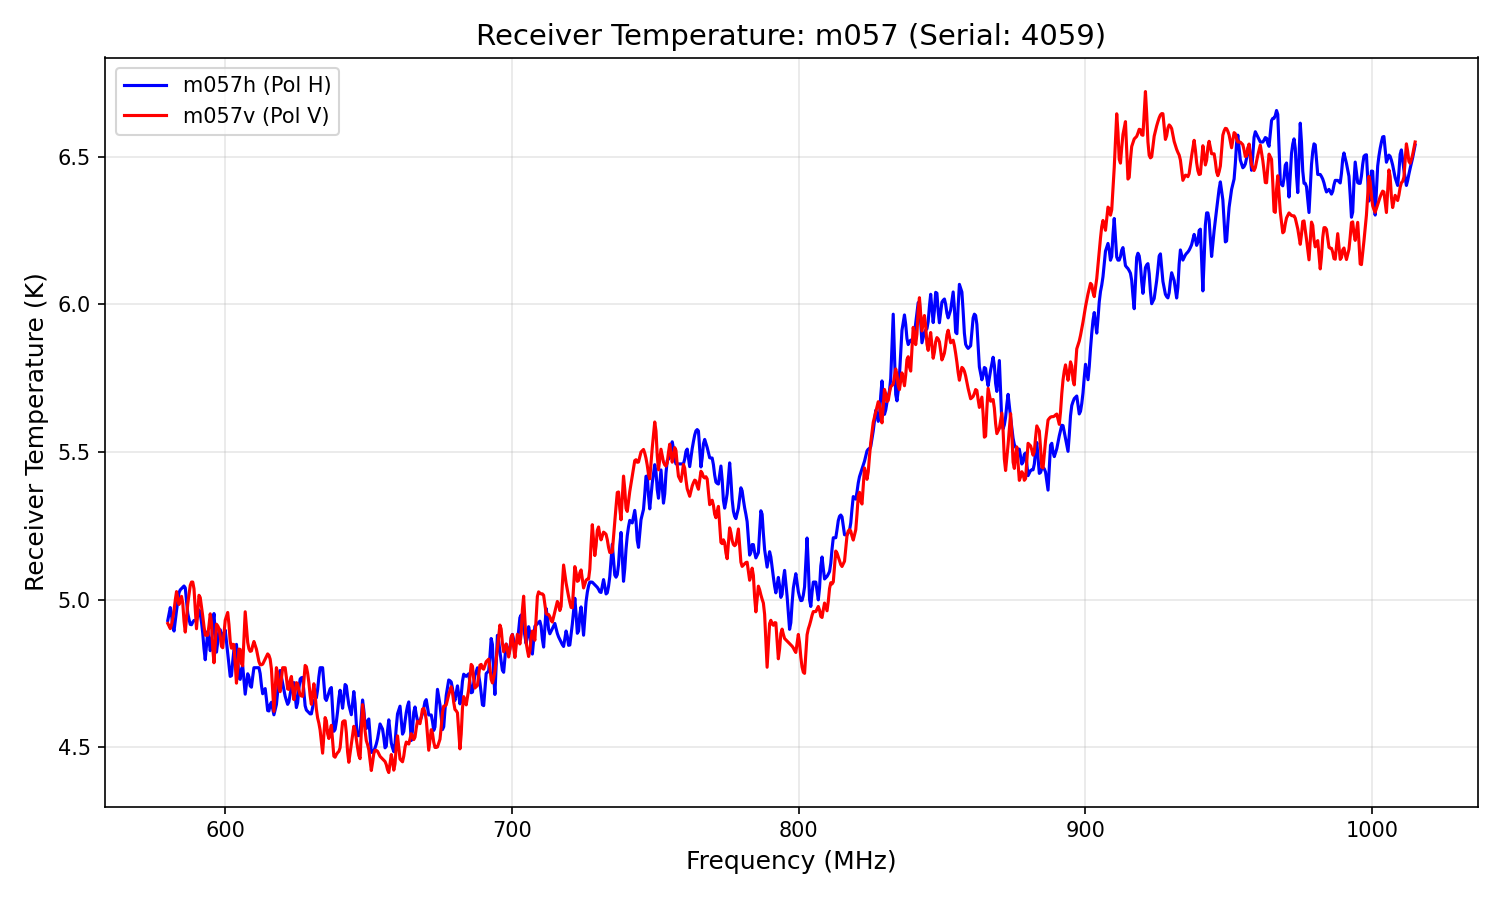 Receiver Temperature: m057 (Serial: 4059)
m057h (Pol H)
m057v (Pol V)
Receiver Temperature (K)
6.5
6.0
5.5
5.0
4.5
600 700 800 900 1000
Frequency (MHz)